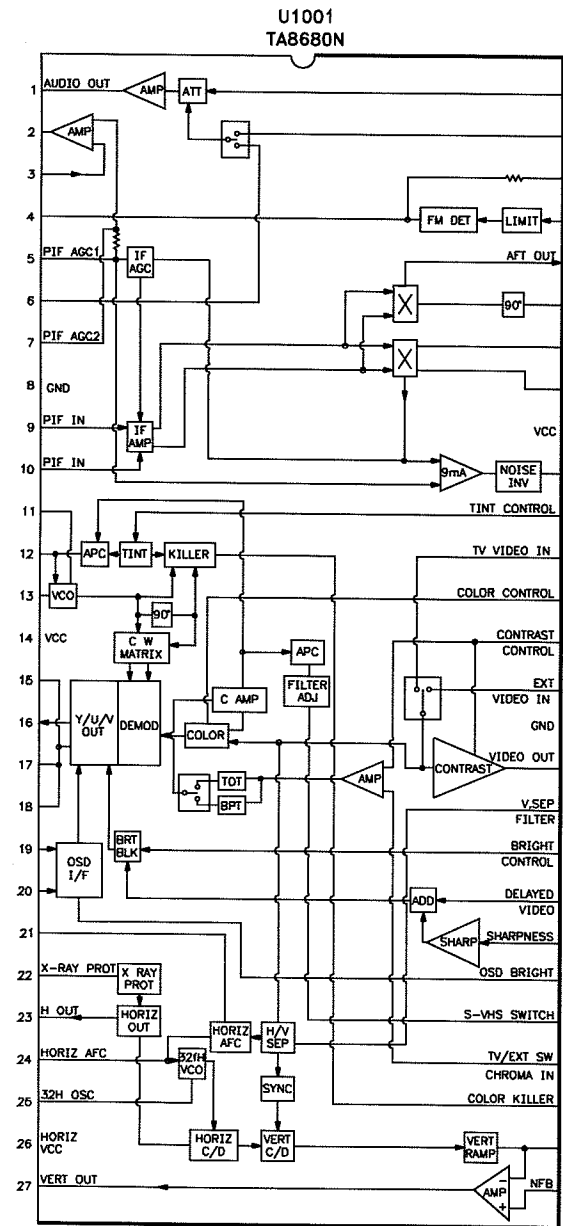 U1001
TA8680N
1 AUDIO OUT AMP ATT
2 AMP
3
4 FM DET LIMIT
5 PIF AGC1 IF AGC AFT OUT
X 90°
6
7 PIF AGC2
X
8 GND
9 PIF IN IF AMP VCC
10 PIF IN 9mA NOISE INV
11 TINT CONTROL
12 APC TINT KILLER TV VIDEO IN
13 VCO COLOR CONTROL
90°
14 VCC C W MATRIX CONTRAST CONTROL
APC
15 FILTER ADJ EXT VIDEO IN
C AMP
16 Y/U/V OUT DEMOD COLOR GND
17 TOT AMP CONTRAST VIDEO OUT
BPT
18 V,SEP FILTER
19 OSD I/F BRT BLK BRIGHT CONTROL
20 ADD DELAYED VIDEO
21 SHARP SHARPNESS
22 X-RAY PROT X RAY PROT OSD BRIGHT
23 H OUT HORIZ OUT HORIZ AFC H/V SEP S-VHS SWITCH
24 HORIZ AFC 32fH VCO TV/EXT SW
SYNC CHROMA IN
25 32H OSC COLOR KILLER
26 HORIZ VCC HORIZ C/D VERT C/D VERT RAMP
27 VERT OUT AMP - + NFB